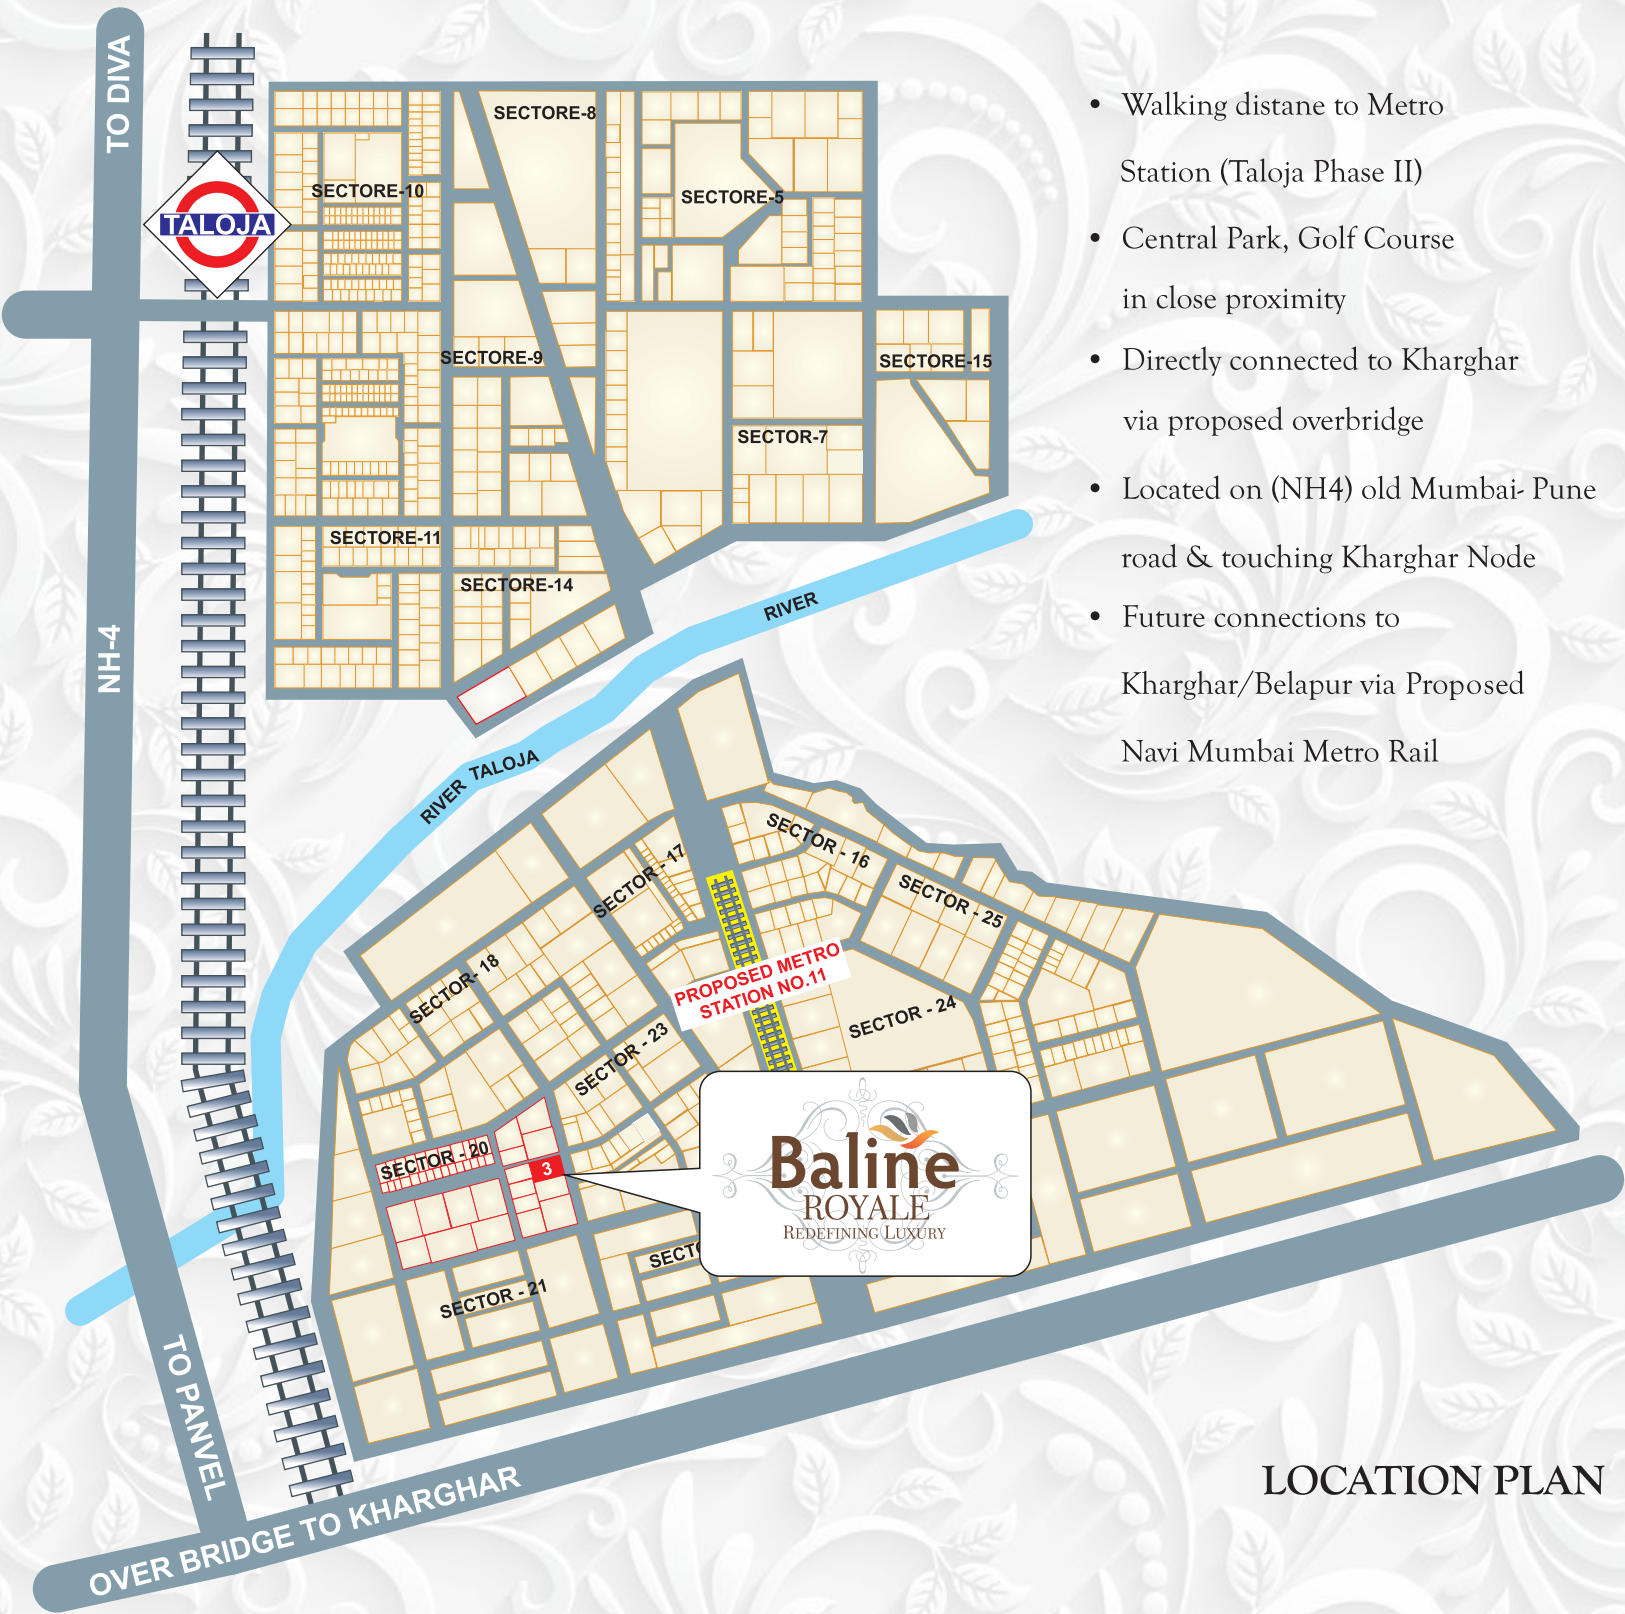 TO DIVA
SECTORE-8
SECTORE-10
SECTORE-5
TALOJA
SECTORE-9
SECTORE-15
SECTOR-7
SECTORE-11
SECTORE-14
NH-4
RIVER
RIVER TALOJA
• Walking distane to Metro
Station (Taloja Phase II)
• Central Park, Golf Course
in close proximity
• Directly connected to Kharghar
via proposed overbridge
• Located on (NH4) old Mumbai- Pune
road & touching Kharghar Node
• Future connections to
Kharghar/Belapur via Proposed
Navi Mumbai Metro Rail
SECTOR - 16
SECTOR - 17
SECTOR - 25
SECTOR- 18
PROPOSED METRO
STATION NO.11
SECTOR - 24
SECTOR - 23
SECTOR - 20
3
Baline
ROYALE
REDEFINING LUXURY
SECTO
SECTOR - 21
TO PANVEL
OVER BRIDGE TO KHARGHAR
LOCATION PLAN